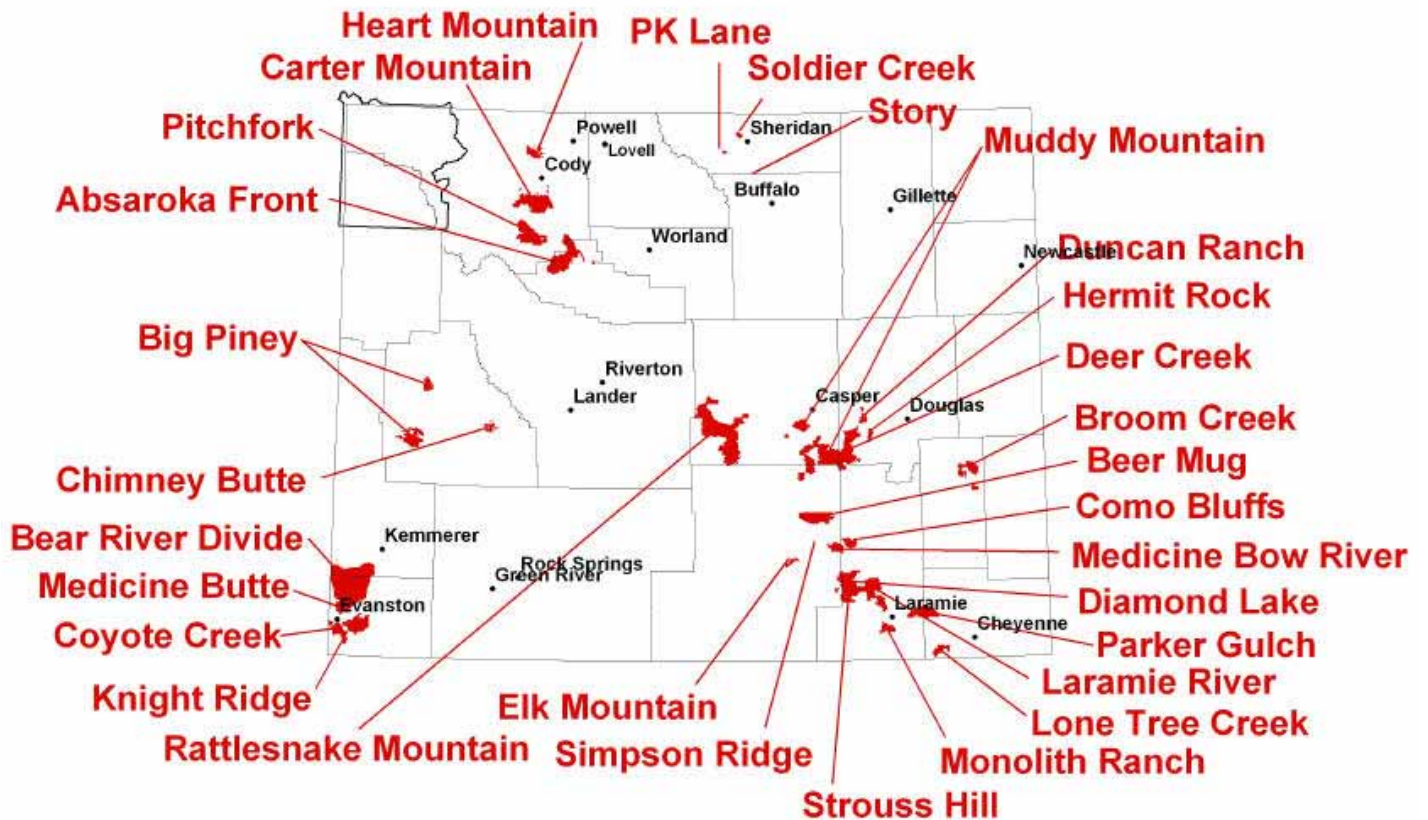 Heart Mountain
PK Lane
Carter Mountain
Soldier Creek
Story
Pitchfork
Powell
Sheridan
Lovell
Muddy Mountain
Cody
Absaroka Front
Buffalo
Gillette
Worland
Duncan Ranch
Newcastle
Hermit Rock
Big Piney
Deer Creek
Riverton
Lander
Casper
Douglas
Broom Creek
Beer Mug
Chimney Butte
Como Bluffs
Bear River Divide
Kemmerer
Medicine Bow River
Rock Springs
Green River
Medicine Butte
Evanston
Diamond Lake
Laramie
Coyote Creek
Cheyenne
Parker Gulch
Laramie River
Knight Ridge
Elk Mountain
Lone Tree Creek
Rattlesnake Mountain
Simpson Ridge
Monolith Ranch
Strouss Hill